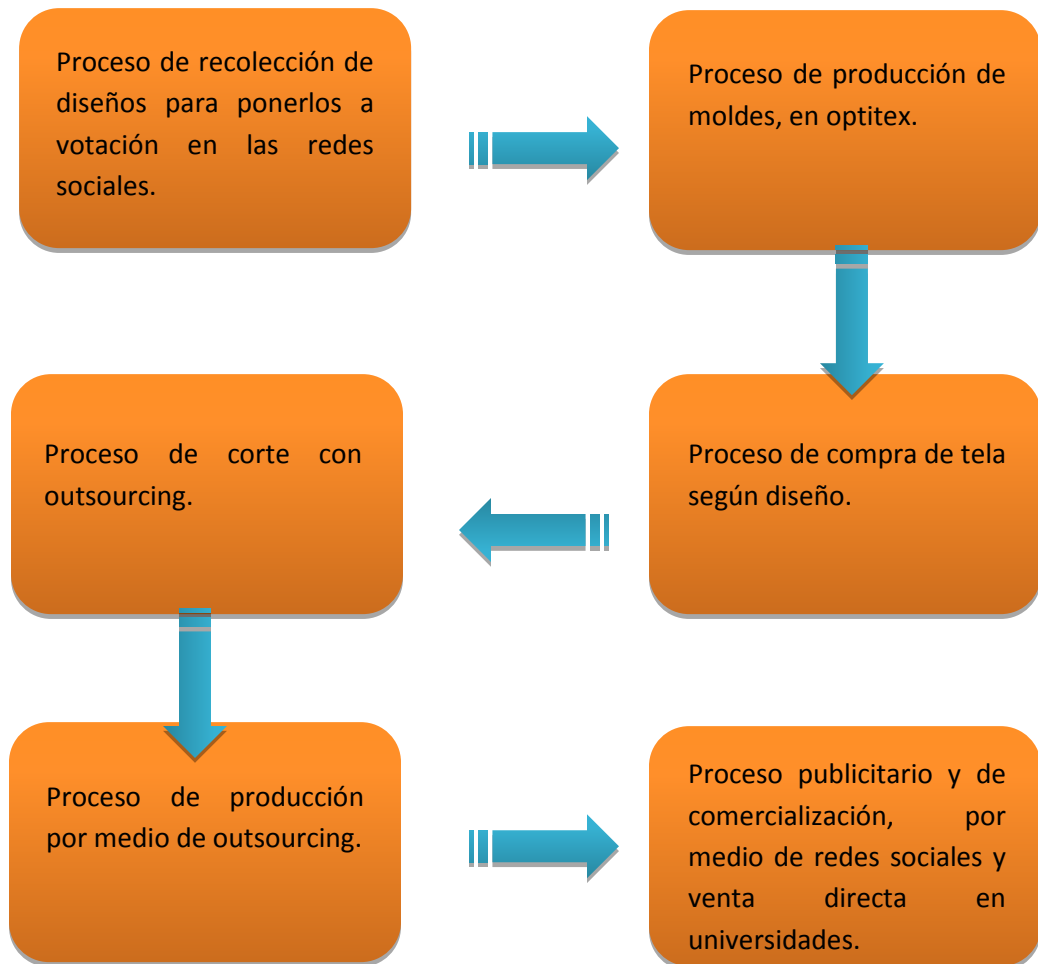 Proceso de recolección de
diseños para ponerlos a
votación en las redes
sociales.
Proceso de producción de
moldes, en optitex.
Proceso de compra de tela
según diseño.
Proceso de corte con
outsourcing.
Proceso de producción
por medio de outsourcing.
Proceso publicitario y de
comercialización, por
medio de redes sociales y
venta directa en
universidades.